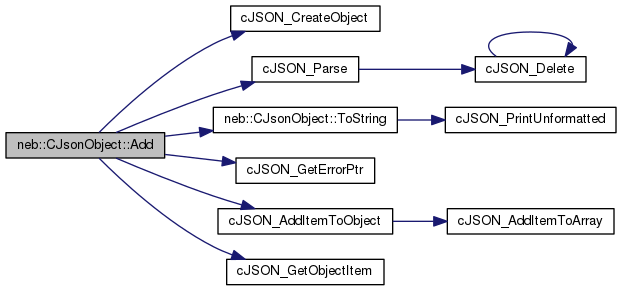 cJSON_CreateObject
cJSON_Parse
cJSON_Delete
neb::CJsonObject::ToString
cJSON_PrintUnformatted
neb::CJsonObject::Add
cJSON_GetErrorPtr
cJSON_AddItemToObject
cJSON_AddItemToArray
cJSON_GetObjectItem